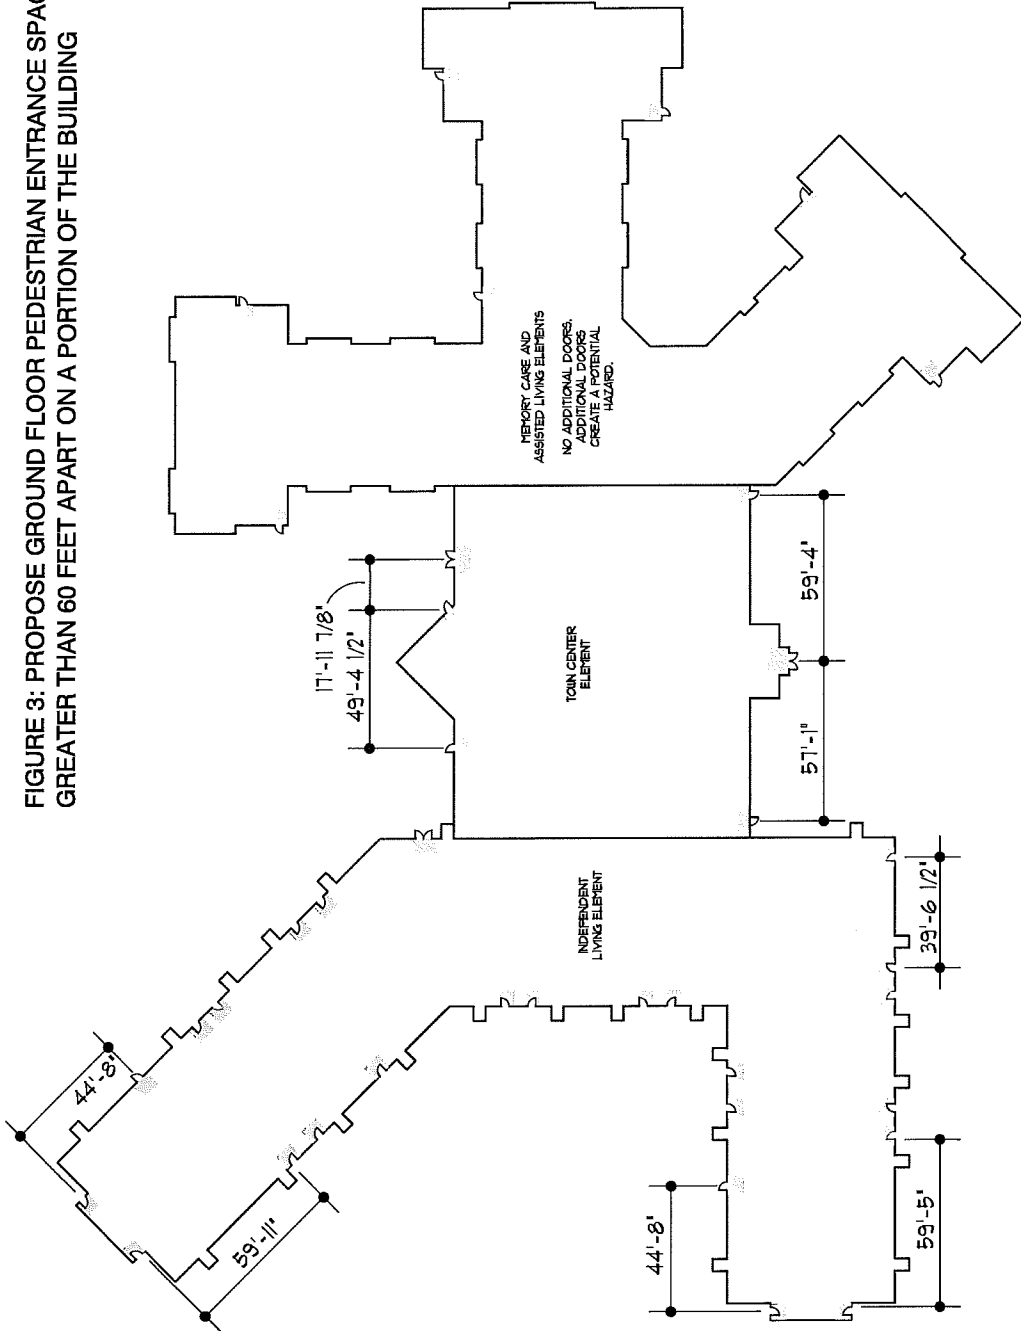 FIGURE 3: PROPOSE GROUND FLOOR PEDESTRIAN ENTRANCE
GREATER THAN 60 FEET APART ON A PORTION OF THE BUILDING
MEMORY CARE AND
ASSISTED LIVING ELEMENTS
NO ADDITIONAL DOORS.
ADDITIONAL DOORS
CREATE A POTENTIAL
HAZARD.
17'-11 7/8"
49'-4 1/2"
TOWN CENTER
ELEMENT
59'-4"
57'-1"
INDEPENDENT
LIVING ELEMENT
39'-6 1/2"
44'-8"
59'-11"
44'-8"
59'-5"